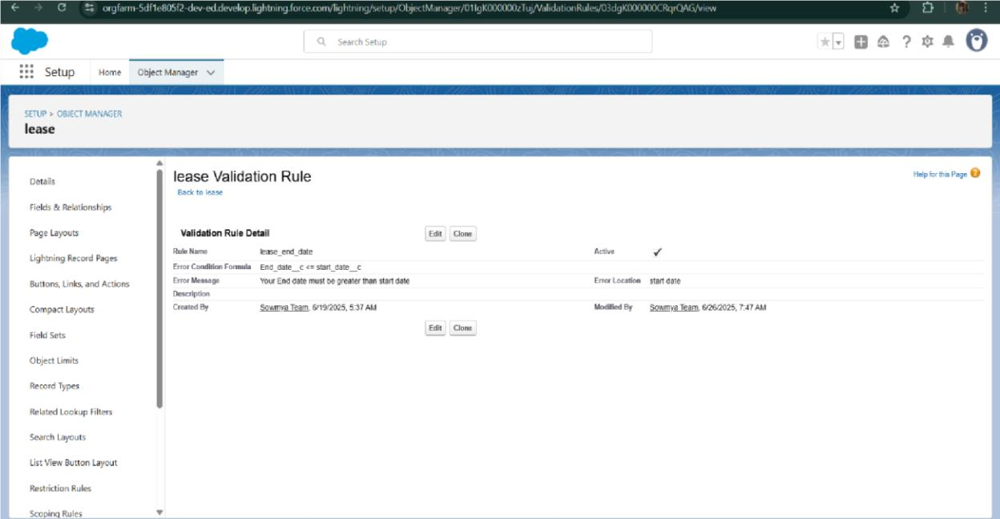 orgfarm-5df1e805f2-dev-ed.develop.lightning.force.com/lightning/setup/ObjectManager/01IgK000000zTuj/ValidationRules/03dgK000000CRqrQAG/view
Search Setup
Setup Home Object Manager
SETUP > OBJECT MANAGER
lease
Details
Fields & Relationships
Page Layouts
Lightning Record Pages
Buttons, Links, and Actions
Compact Layouts
Field Sets
Object Limits
Record Types
Related Lookup Filters
Search Layouts
List View Button Layout
Restriction Rules
Scoping Rules
lease Validation Rule
Back to lease
Help for this Page ?
Validation Rule Detail Edit Clone
Rule Name lease_end_date Active ✓
Error Condition Formula End_date__c <= start_date__c
Error Message Your End date must be greater than start date Error Location start date
Description
Created By Sowmya Team, 6/19/2025, 5:37 AM Modified By Sowmya Team, 6/26/2025, 7:47 AM
Edit Clone